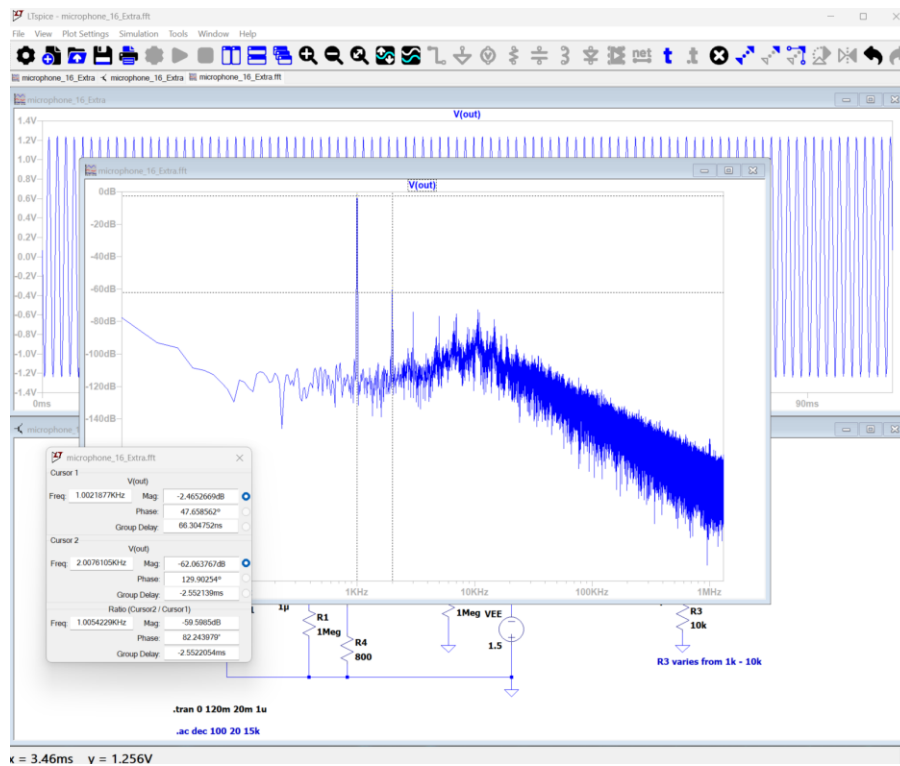 LTspice - microphone_16_Extra.fft
File View Plot Settings Simulation Tools Window Help
net t t
microphone_16_Extra microphone_16_Extra microphone_16_Extra.fft
microphone_16_Extra
V(out)
1.4V
1.2V
1.0V
0.8V
0.6V
0.4V
0.2V
0.0V
-0.2V
-0.4V
-0.6V
-0.8V
-1.0V
-1.2V
-1.4V
0ms 90ms
microphone_16_Extra.fft
V(out)
0dB
-20dB
-40dB
-60dB
-80dB
-100dB
-120dB
-140dB
1KHz 10KHz 100KHz 1MHz
microphone_16_Extra.fft
Cursor 1
V(out)
Freq: 1.0021877KHz Mag: -2.4652669dB
Phase: 47.658562°
Group Delay: 66.304752ns
Cursor 2
V(out)
Freq: 2.0076105KHz Mag: -62.063767dB
Phase: 129.90254°
Group Delay: -2.552139ms
Ratio (Cursor2 / Cursor1)
Freq: 1.0054229KHz Mag: -59.5985dB
Phase: 82.243979°
Group Delay: -2.5522054ms
1µ
R1
1Meg
R4
800
1Meg VEE
1.5
R3
10k
R3 varies from 1k - 10k
.tran 0 120m 20m 1u
.ac dec 100 20 15k
x = 3.46ms y = 1.256V